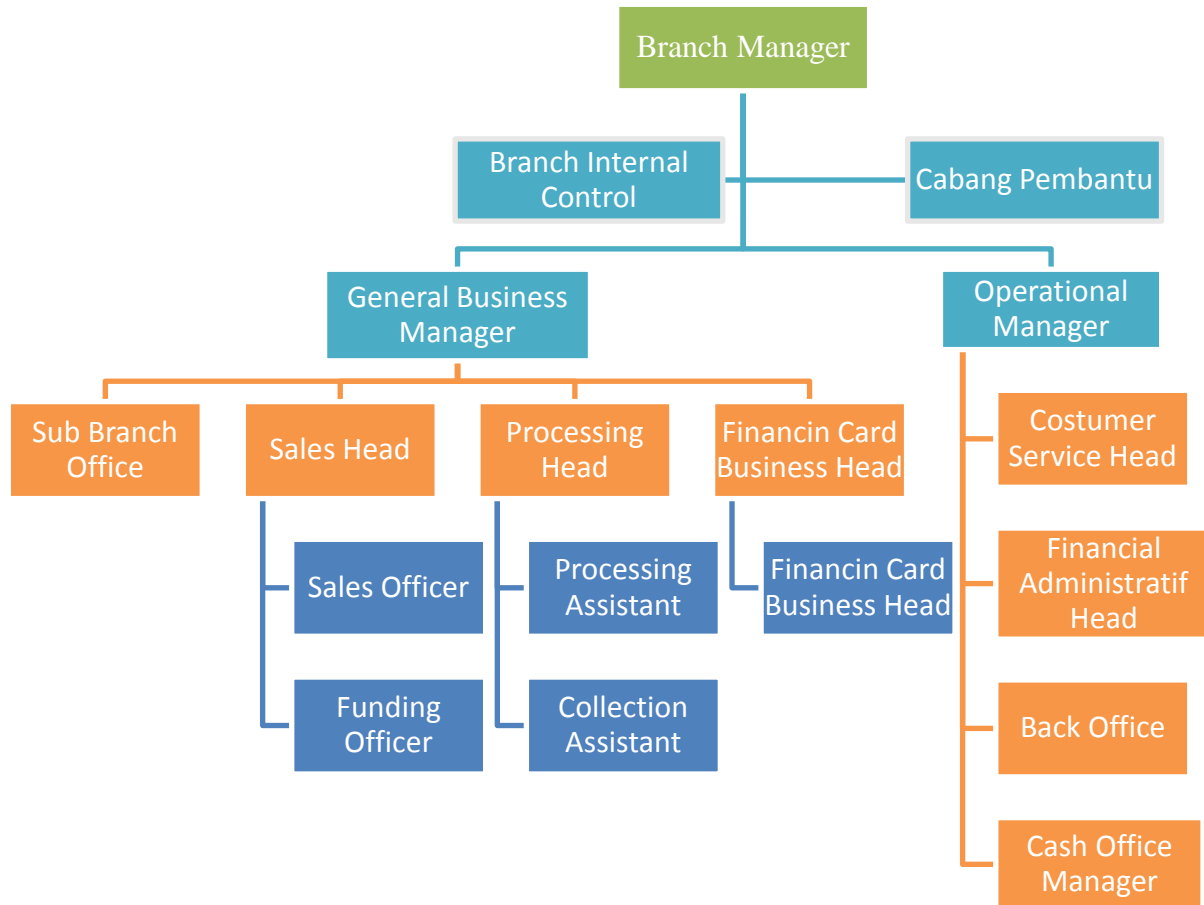 Branch Manager
Branch Internal
Control
Cabang Pembantu
General Business
Manager
Operational
Manager
Sub Branch
Office
Sales Head
Processing
Head
Financin Card
Business Head
Costumer
Service Head
Sales Officer
Processing
Assistant
Financin Card
Business Head
Financial
Administratif
Head
Funding
Officer
Collection
Assistant
Back Office
Cash Office
Manager